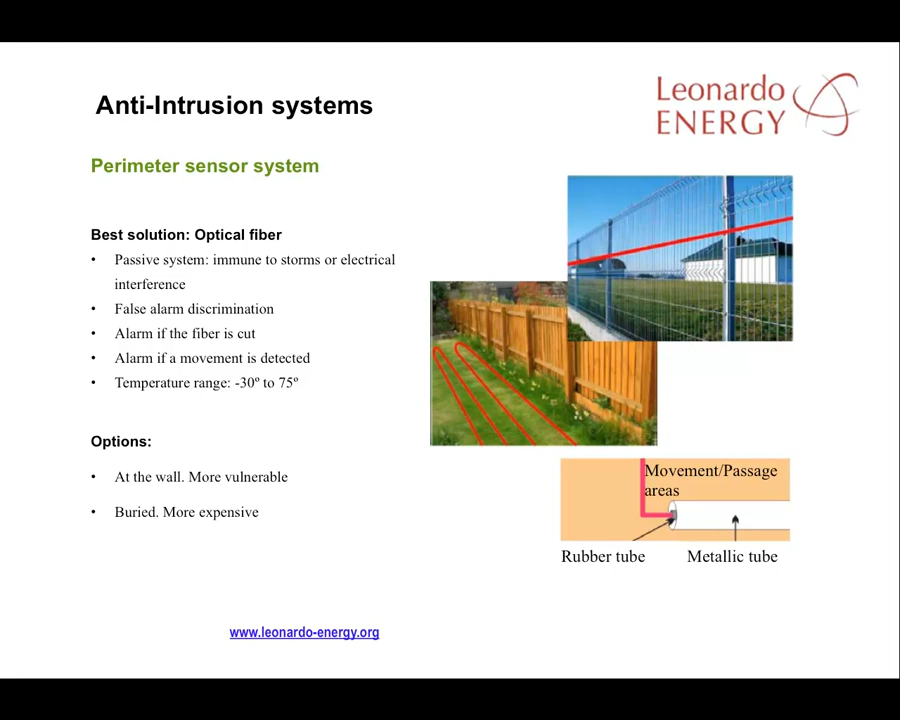 Anti-Intrusion systems
Leonardo
ENERGY
Perimeter sensor system
Best solution: Optical fiber
• Passive system: immune to storms or electrical
interference
• False alarm discrimination
• Alarm if the fiber is cut
• Alarm if a movement is detected
• Temperature range: -30º to 75º
Options:
• At the wall. More vulnerable
• Buried. More expensive
Movement/Passage
areas
Rubber tube
Metallic tube
www.leonardo-energy.org